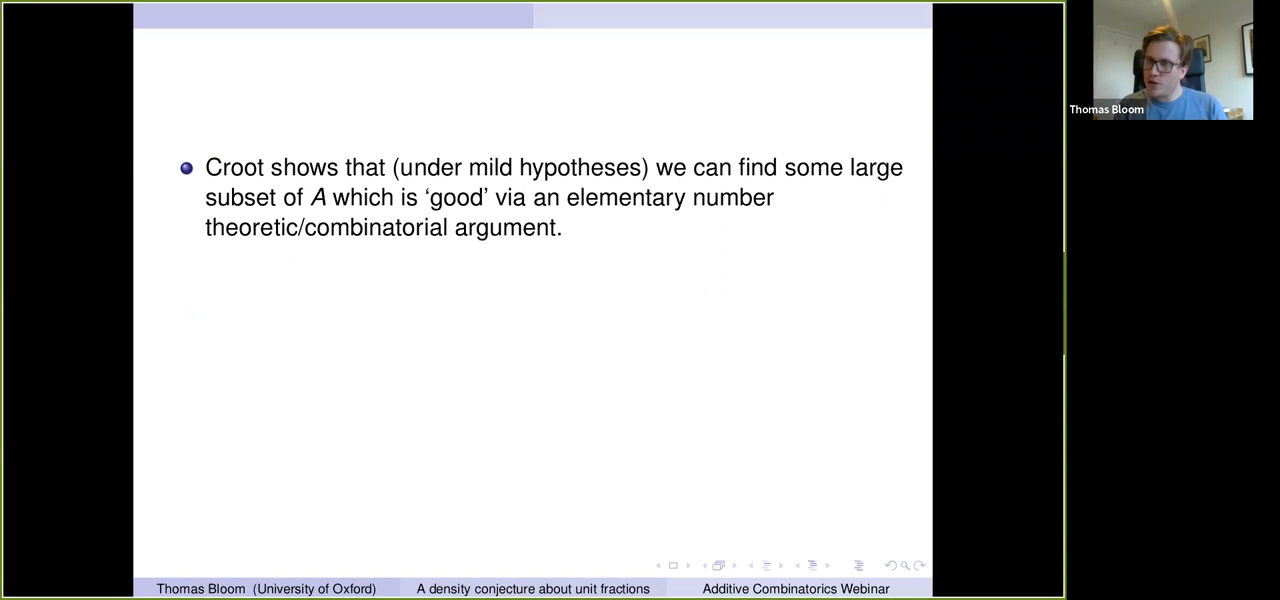 Croot shows that (under mild hypotheses) we can find some large
subset of A which is ‘good’ via an elementary number
theoretic/combinatorial argument.
Thomas Bloom (University of Oxford) A density conjecture about unit fractions Additive Combinatorics Webinar
Thomas Bloom